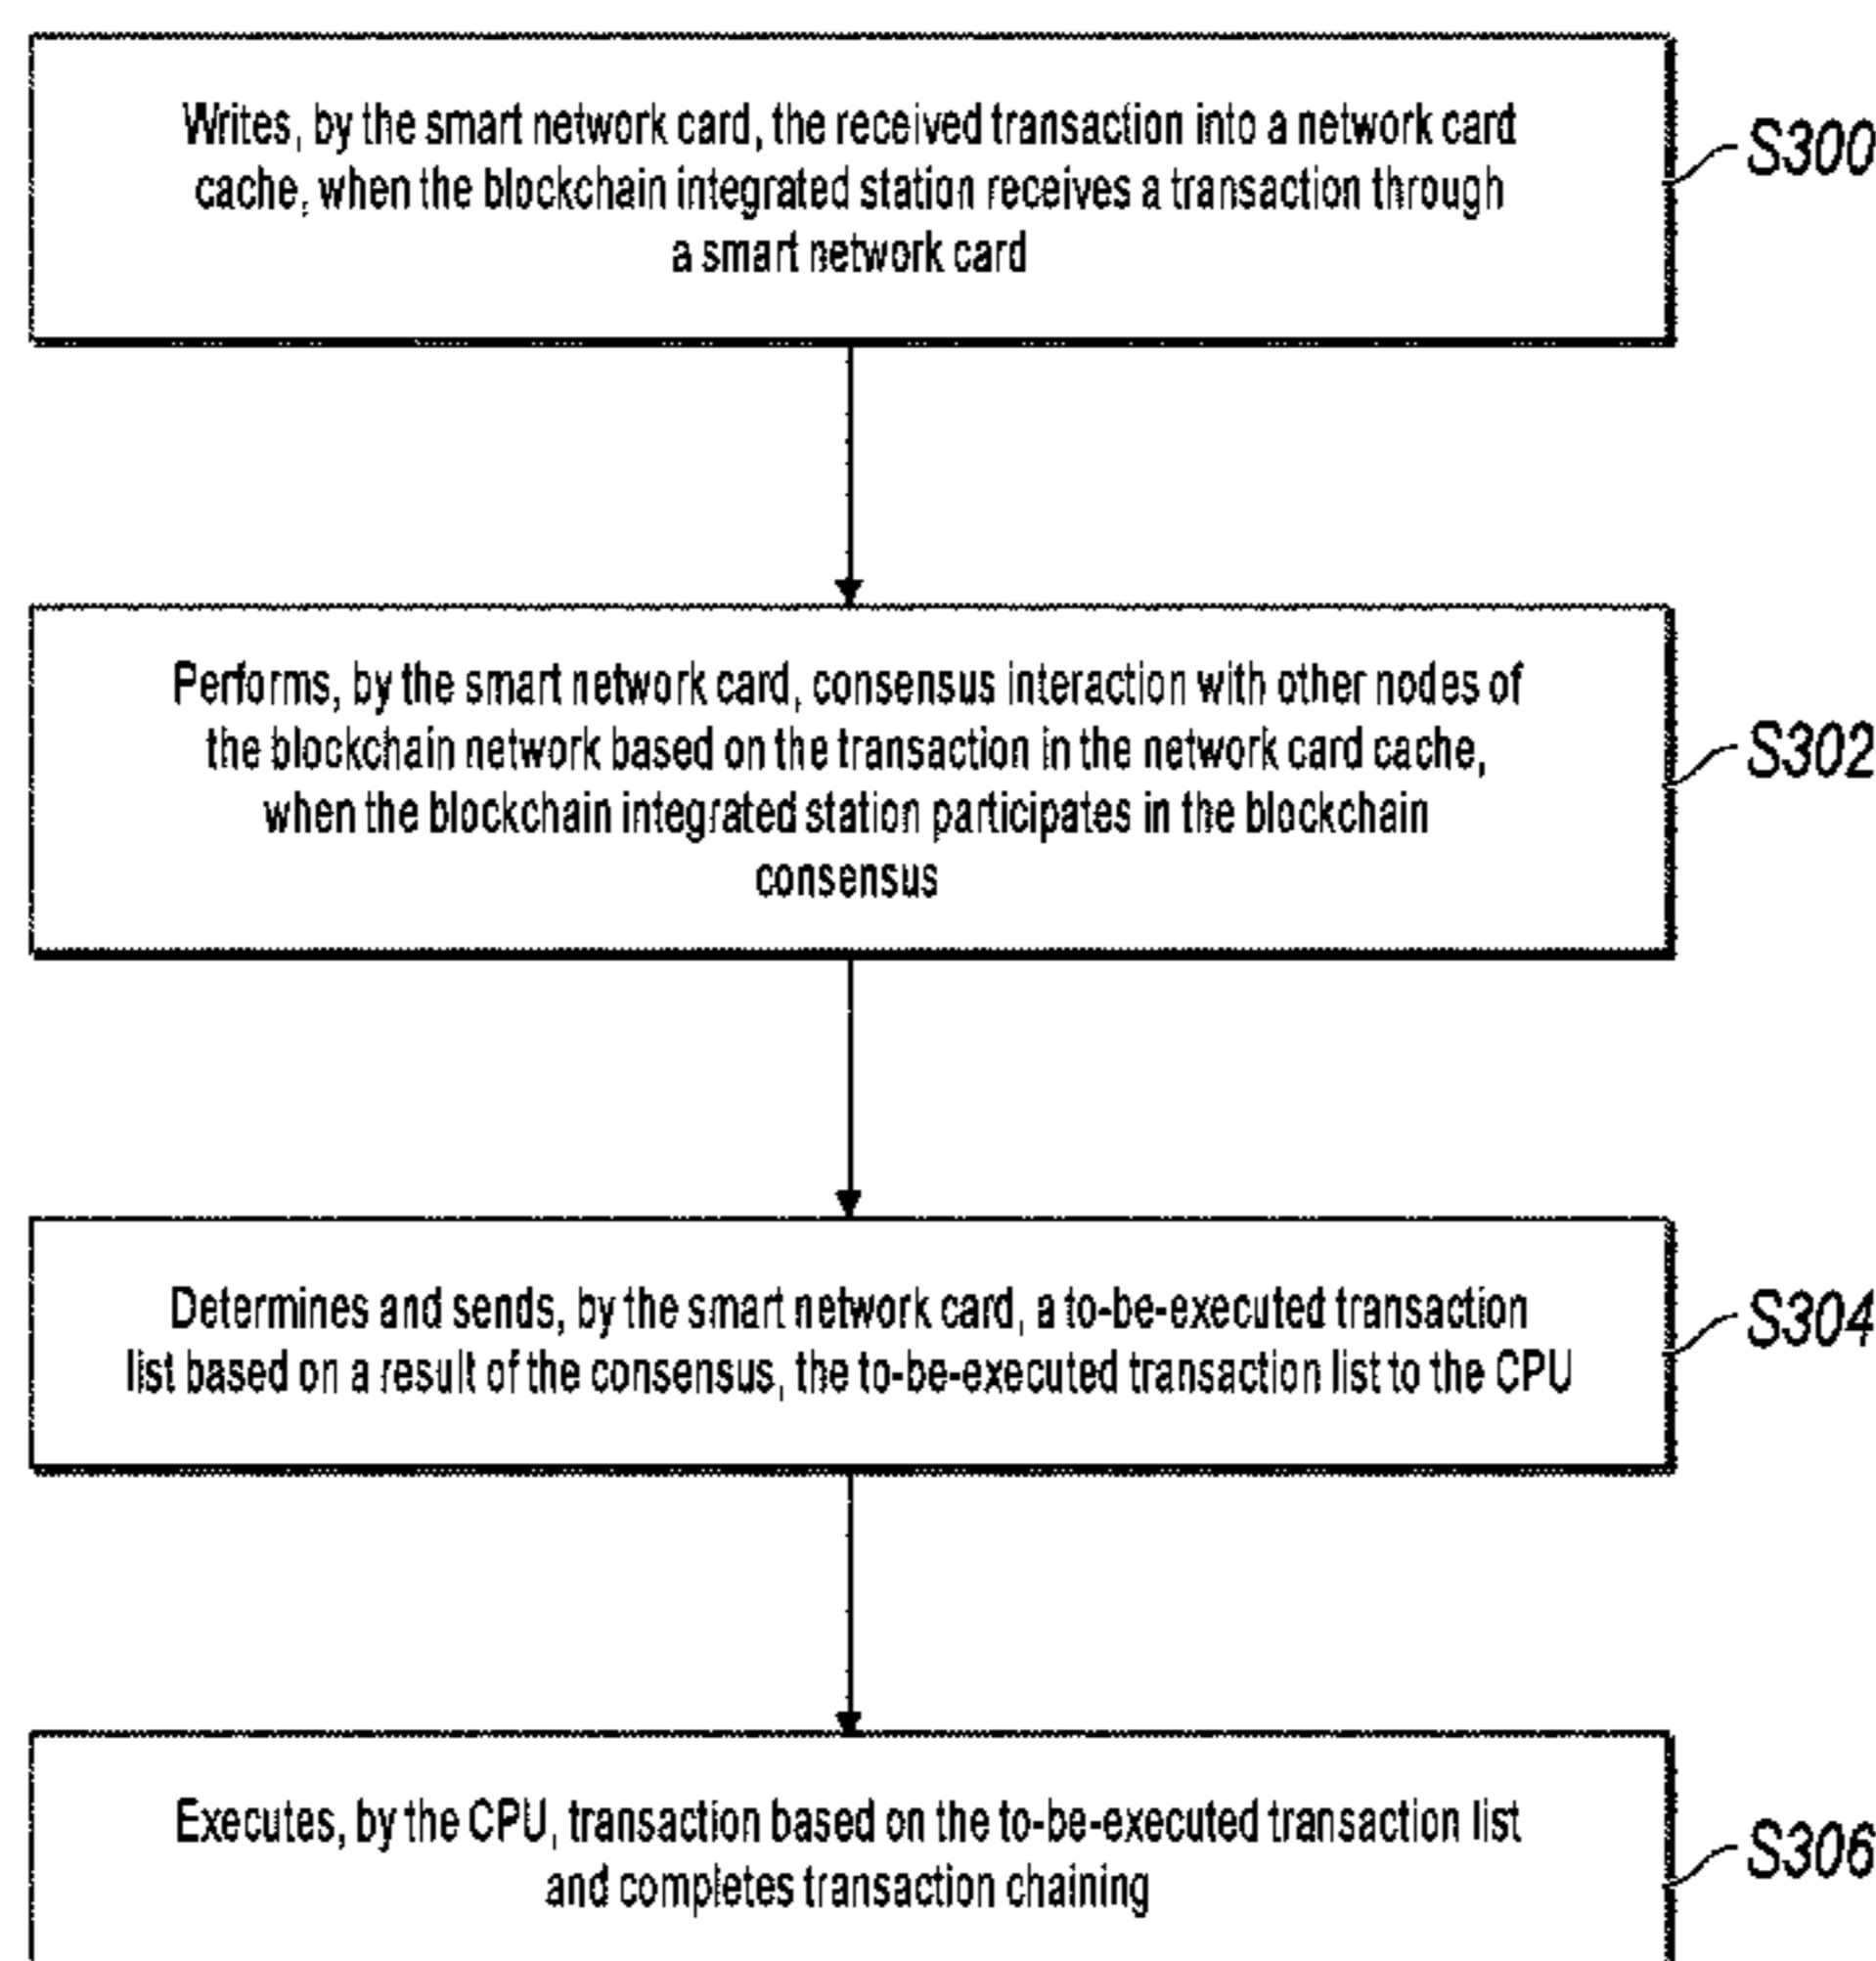 Writes, by the smart network card, the received transaction into a network card
cache, when the blockchain integrated station receives a transaction through
a smart network card
S300
Performs, by the smart network card, consensus interaction with other nodes of
the blockchain network based on the transaction in the network card cache,
when the blockchain integrated station participates in the blockchain
consensus
S302
Determines and sends, by the smart network card, a to-be-executed transaction
list based on a result of the consensus, the to-be-executed transaction list to the CPU
S304
Executes, by the CPU, transaction based on the to-be-executed transaction list
and completes transaction chaining
S306